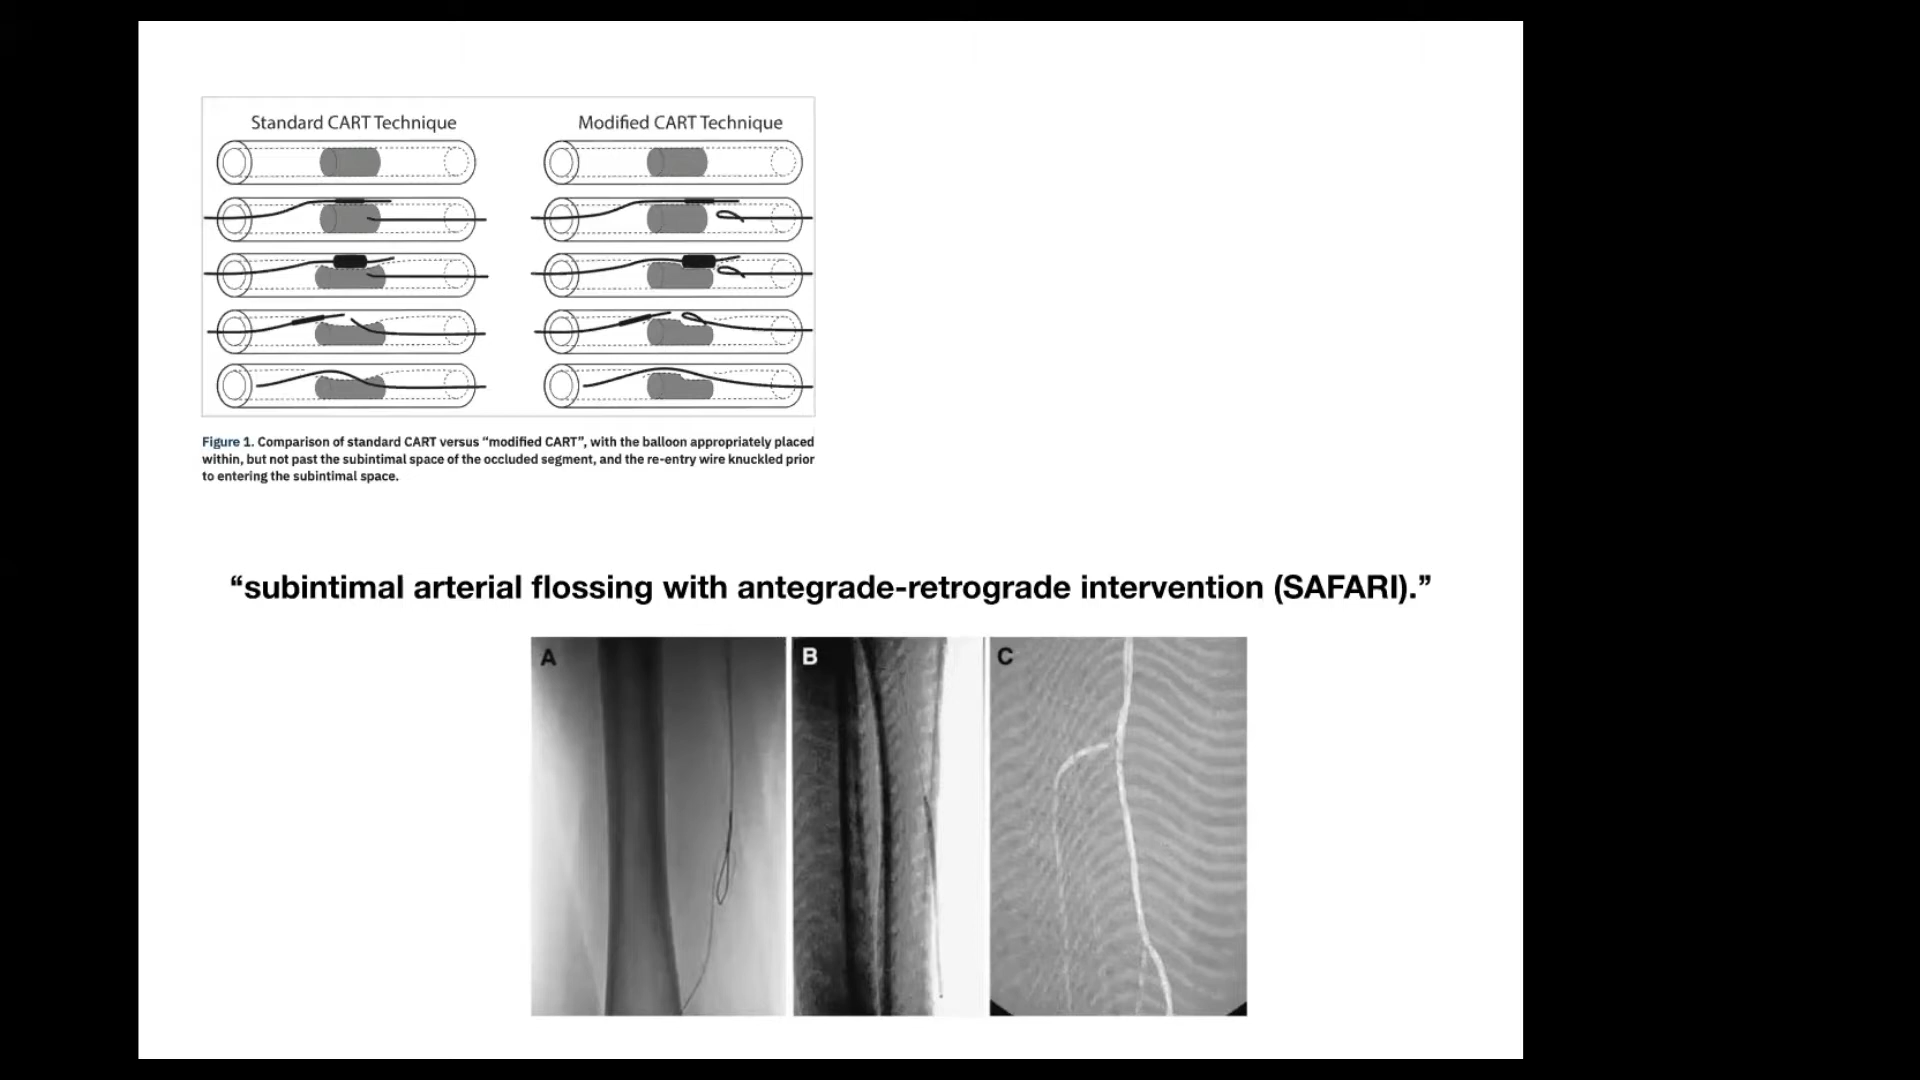 Standard CART Technique
Modified CART Technique
Figure 1. Comparison of standard CART versus “modified CART”, with the balloon appropriately placed
within, but not past the subintimal space of the occluded segment, and the re-entry wire knuckled prior
to entering the subintimal space.
“subintimal arterial flossing with antegrade-retrograde intervention (SAFARI).”
A
B
C